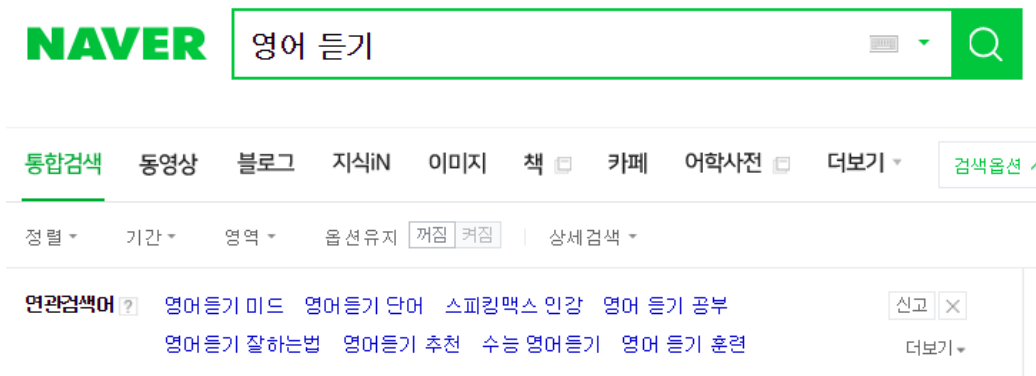 NAVER 영어 듣기
통합검색 동영상 블로그 지식iN 이미지 책 카페 어학사전 더보기 검색옵션
정렬 기간 영역 옵션유지 꺼짐 켜짐 상세검색
연관검색어 ? 영어듣기 미드 영어듣기 단어 스피킹맥스 인강 영어 듣기 공부 신고
영어듣기 잘하는법 영어듣기 추천 수능 영어듣기 영어 듣기 훈련 더보기